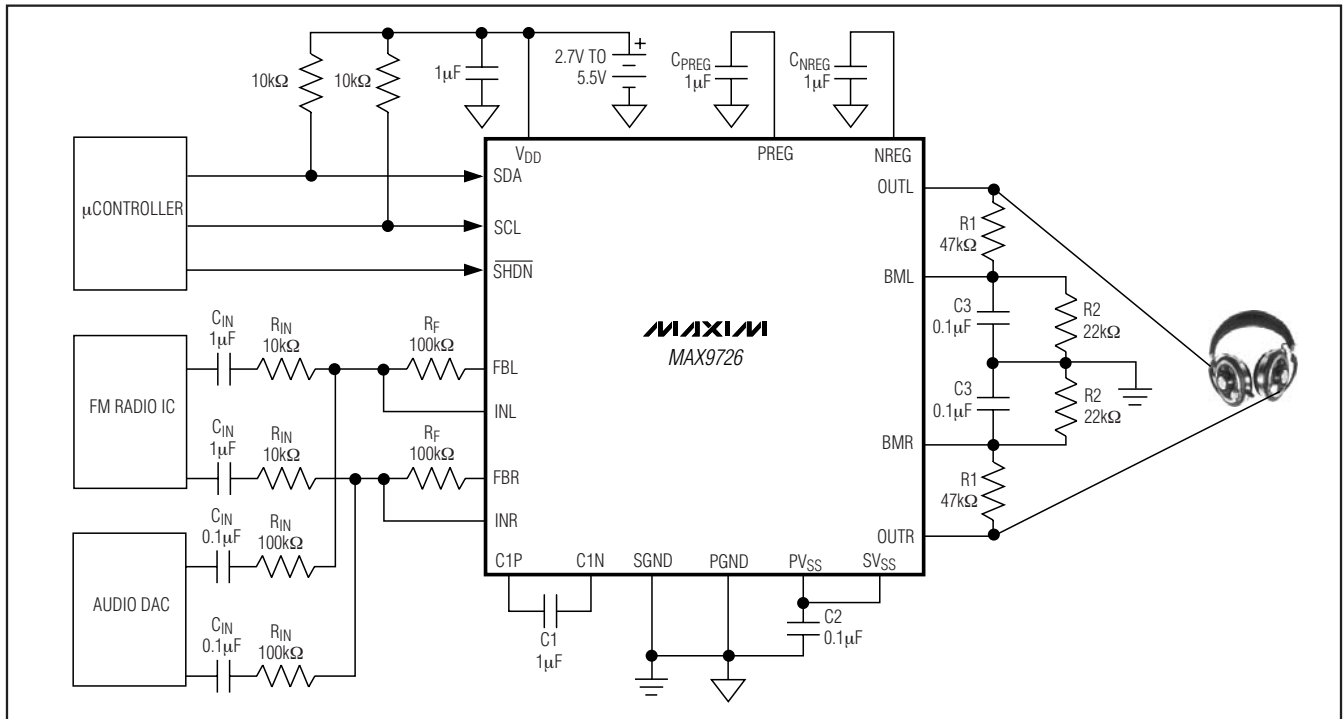 10kΩ
10kΩ
1μF
2.7V TO
5.5V
+
CPREG
1μF
CNREG
1μF
μCONTROLLER
VDD
PREG
NREG
SDA
SCL
SHDN
OUTL
R1
47kΩ
BML
C3
0.1μF
R2
22kΩ
MAXIM
MAX9726
CIN
1μF
RIN
10kΩ
RF
100kΩ
FBL
INL
FM RADIO IC
CIN
1μF
RIN
10kΩ
RF
100kΩ
FBR
INR
C3
0.1μF
R2
22kΩ
BMR
R1
47kΩ
OUTR
CIN
0.1μF
RIN
100kΩ
AUDIO DAC
CIN
0.1μF
RIN
100kΩ
C1P
C1N
SGND
PGND
PVSS
SVSS
C1
1μF
C2
0.1μF